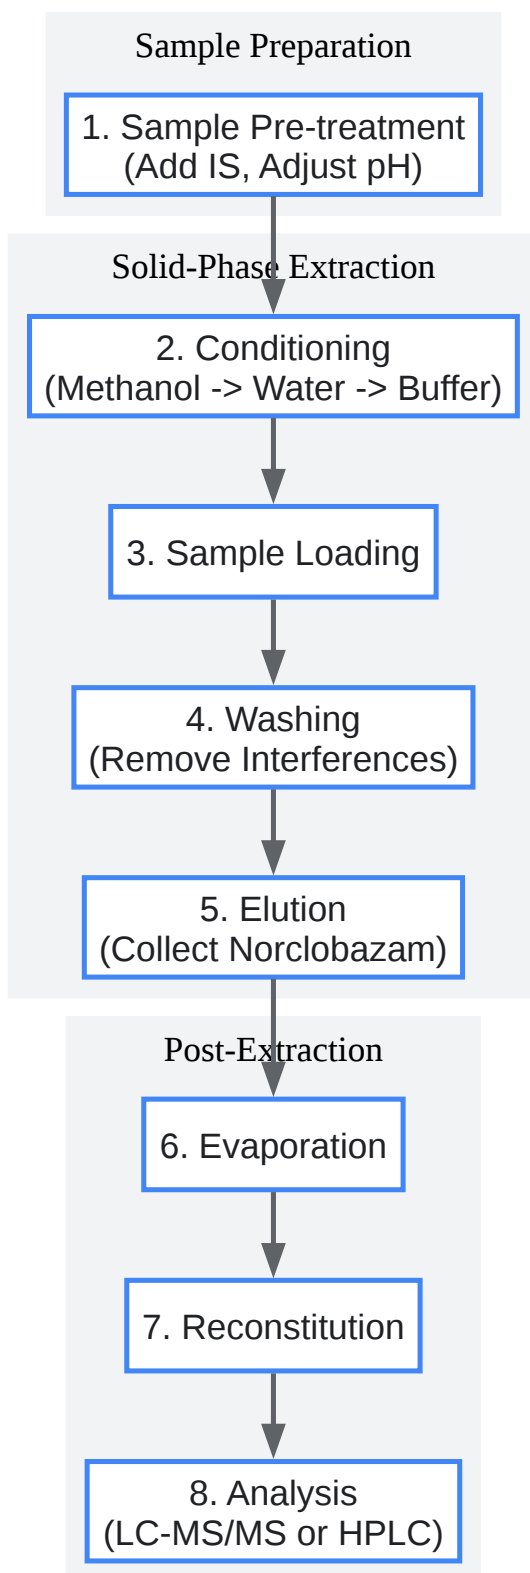 Sample Preparation
1. Sample Pre-treatment
(Add IS, Adjust pH)
Solid-Phase Extraction
2. Conditioning
(Methanol -> Water -> Buffer)
3. Sample Loading
4. Washing
(Remove Interferences)
5. Elution
(Collect Norclobazam)
Post-Extraction
6. Evaporation
7. Reconstitution
8. Analysis
(LC-MS/MS or HPLC)